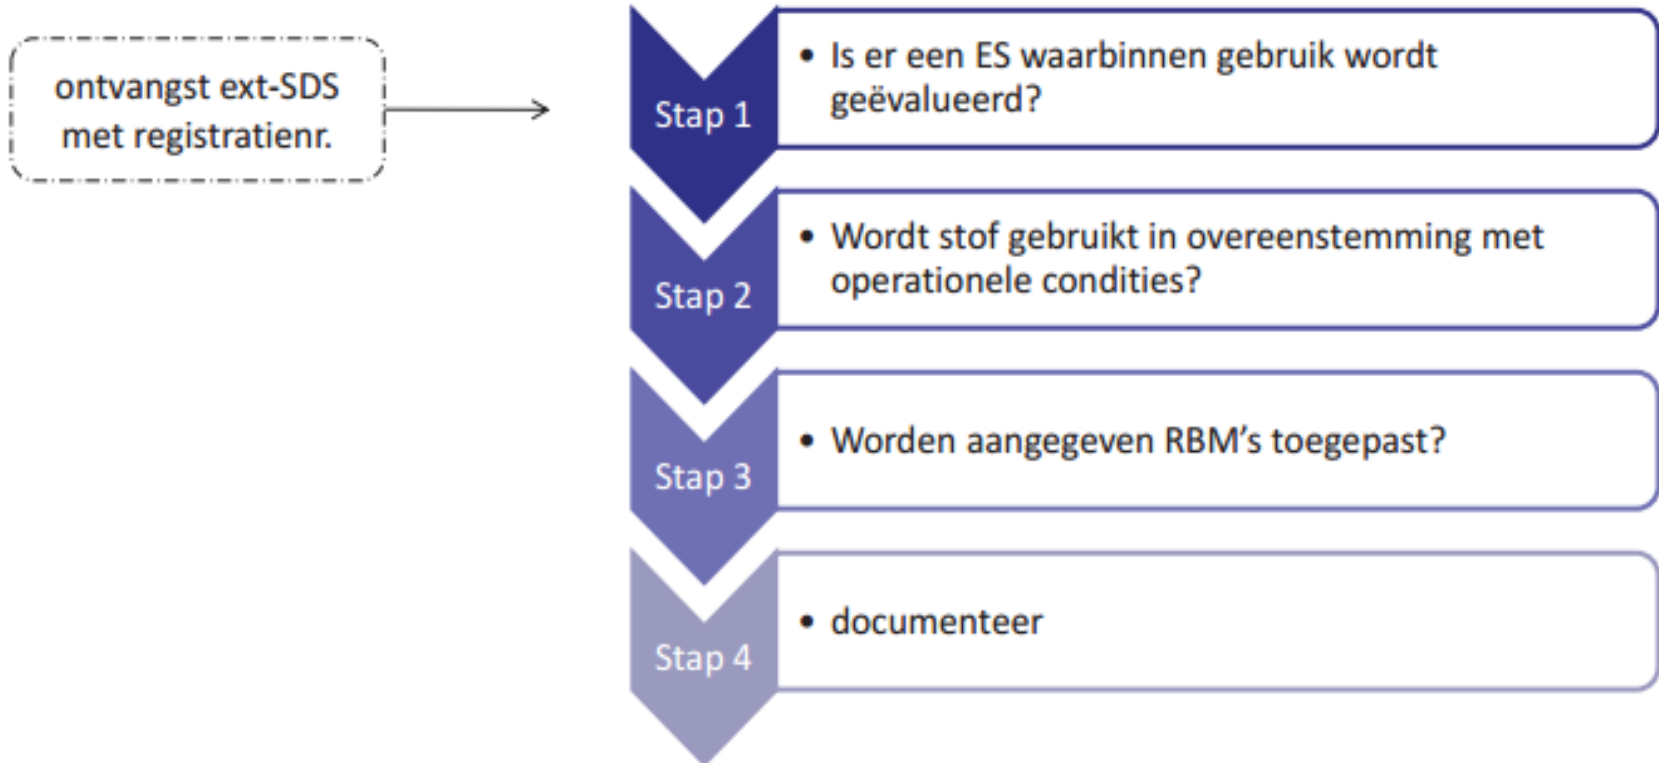 ontvangst ext-SDS
met registratienr.
Stap 1
• Is er een ES waarbinnen gebruik wordt
geëvalueerd?
Stap 2
• Wordt stof gebruikt in overeenstemming met
operationele condities?
Stap 3
• Worden aangegeven RBM’s toegepast?
Stap 4
• documenteer